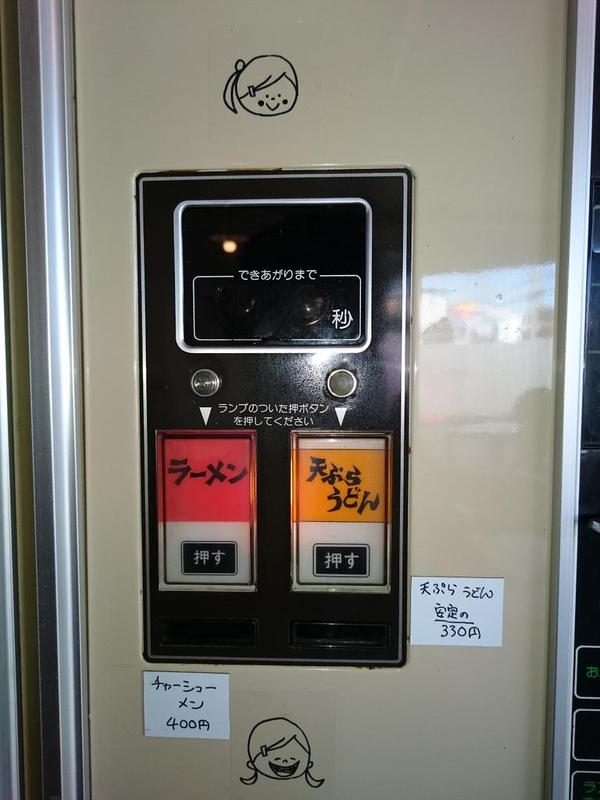 できあがりまで
秒
ランプのついた押ボタン
を押してください
ラーメン
押す
天ぷら
うどん
押す
天ぷら うどん
安定の
330円
チャーシュー
メン
400円
お